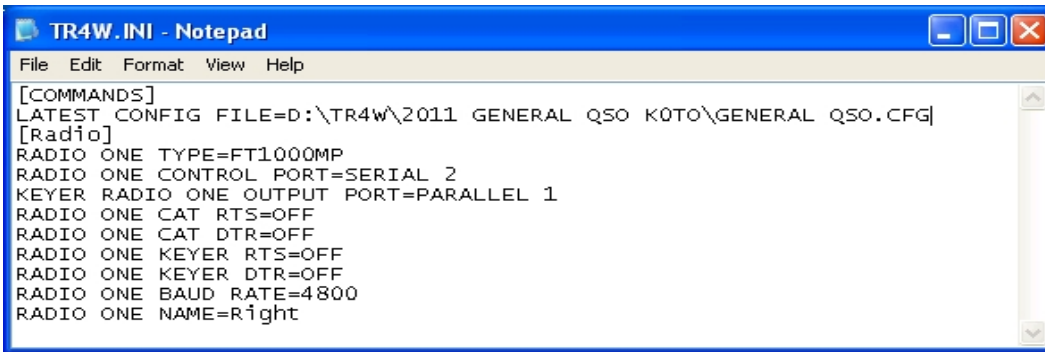 TR4W.INI - Notepad
File Edit Format View Help
[COMMANDS]
LATEST CONFIG FILE=D:\TR4W\2011 GENERAL QSO K0TO\GENERAL QSO.CFG
[Radio]
RADIO ONE TYPE=FT1000MP
RADIO ONE CONTROL PORT=SERIAL 2
KEYER RADIO ONE OUTPUT PORT=PARALLEL 1
RADIO ONE CAT RTS=OFF
RADIO ONE CAT DTR=OFF
RADIO ONE KEYER RTS=OFF
RADIO ONE KEYER DTR=OFF
RADIO ONE BAUD RATE=4800
RADIO ONE NAME=Right